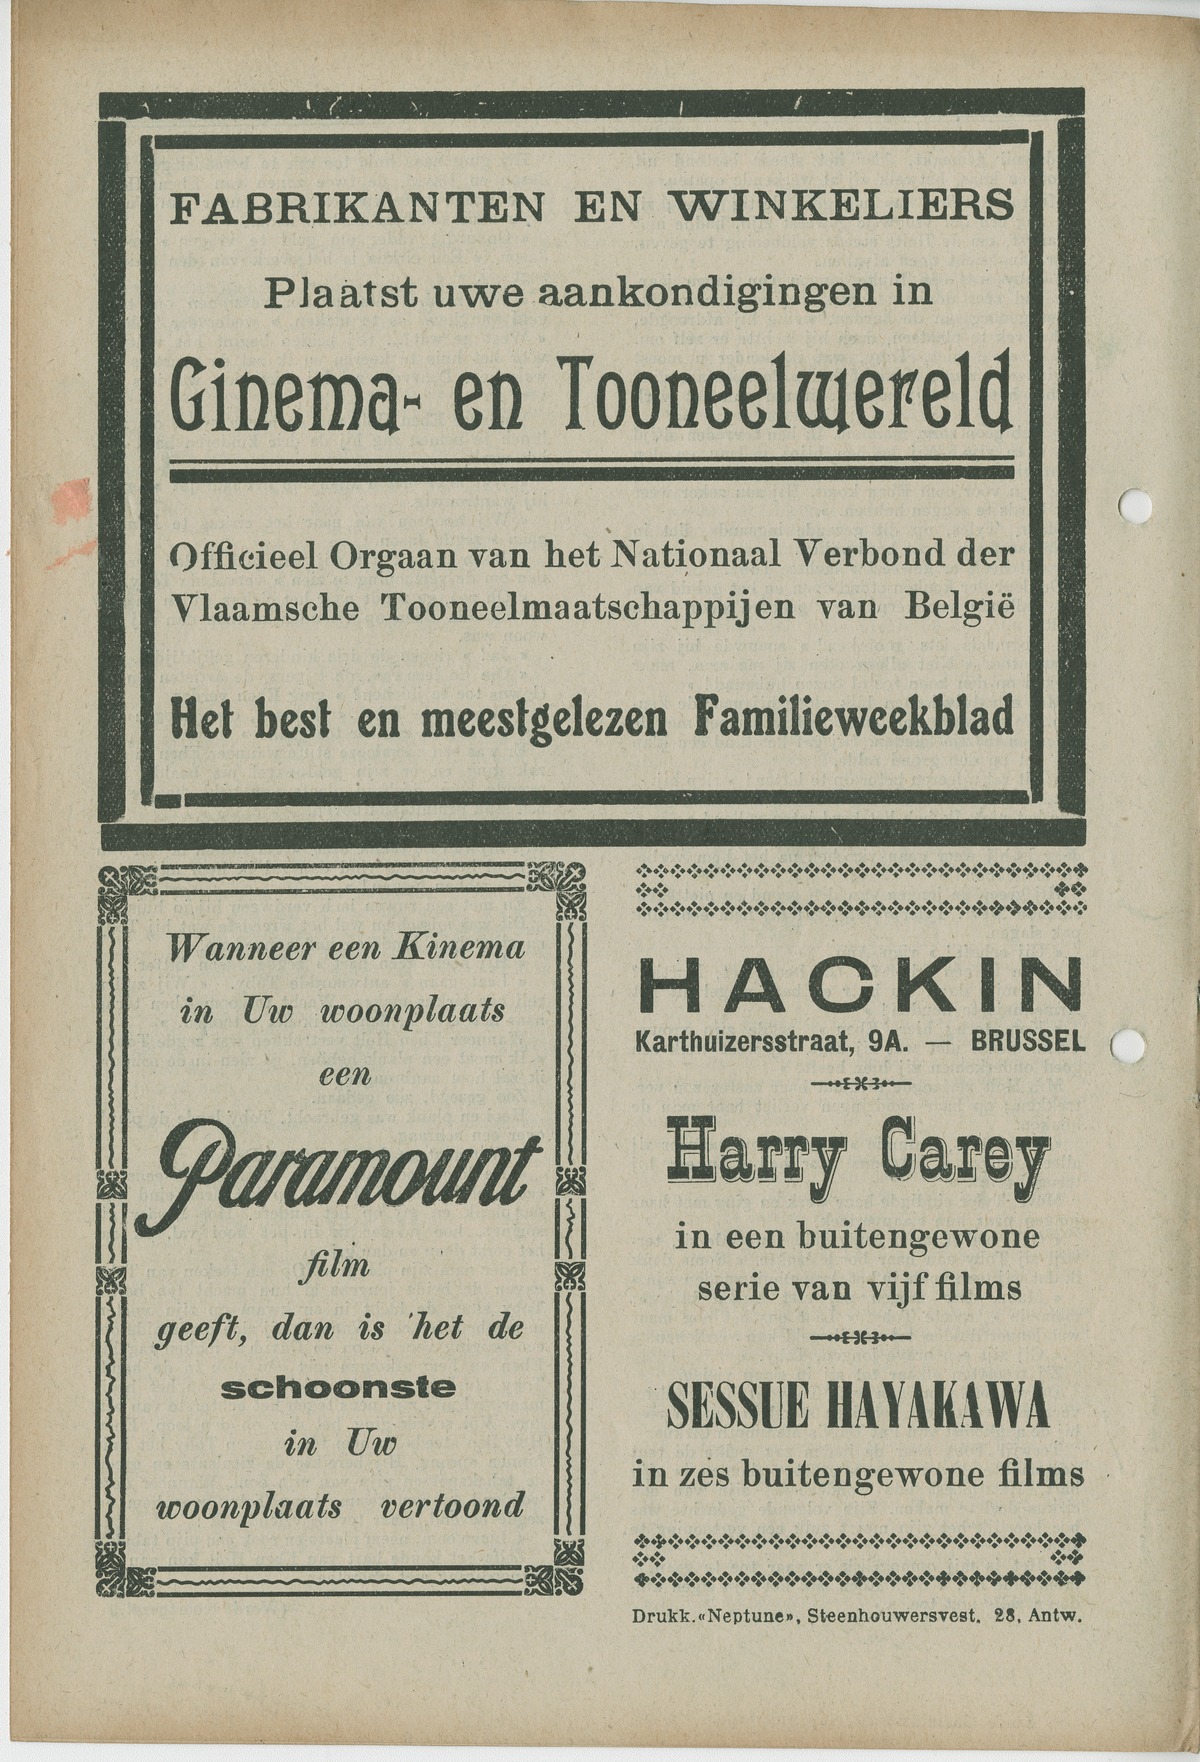 FABRIKANTEN EN WINKELIERS
Plaatst uwe aankondigingen in
Cinema- en Tooneelwereld
Officieel Orgaan van het Nationaal Verbond der
Vlaamsche Tooneelmaatschappijen van België
Het best en meestgelezen Familieweekblad
Wanneer een Kinema
in Uw woonplaats
een
Paramount
film
geeft, dan is het de
schoonste
in Uw
woonplaats vertoond
HACKIN
Karthuizersstraat, 9A. — BRUSSEL
Harry Carey
in een buitengewone
serie van vijf films
SESSUE HAYAKAWA
in zes buitengewone films
Drukk. «Neptune», Steenhouwersvest, 28, Antw.